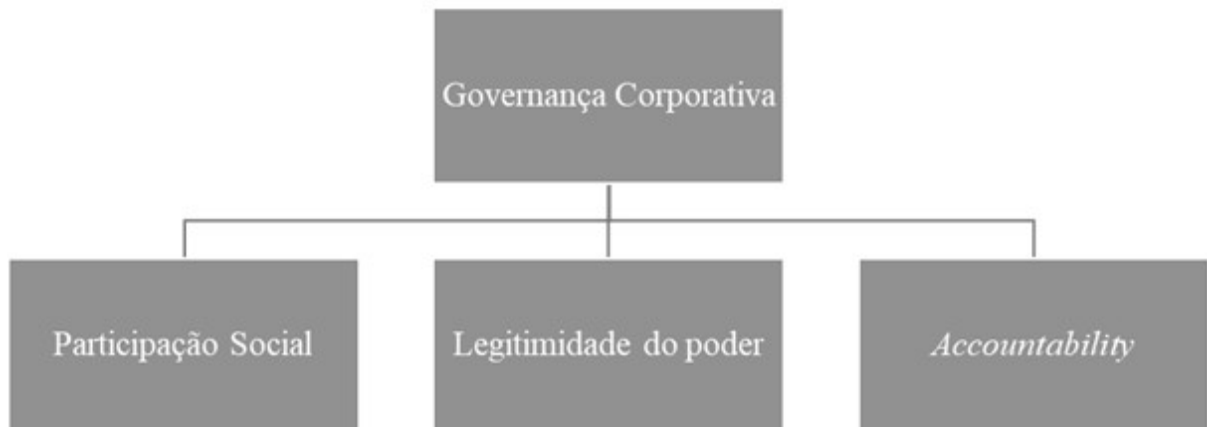 Governança Corporativa
Participação Social
Legitimidade do poder
Accountability